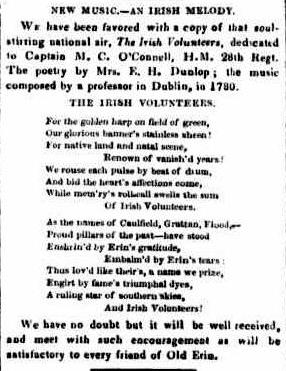 NEW MUSIC.—AN IRISH MELODY.
WE have been favored with a copy of that soul-
stirring national air, The Irish Volunteers, dedicated
to Captain M. C. O'Connell, H.M. 28th Regt.
The poetry by Mrs. E. H. Dunlop; the music
composed by a professor in Dublin, in 1780.
THE IRISH VOLUNTEERS.
For the golden harp on field of green,
Our glorious banner's stainless sheen!
For native land and natal scene,
Renown of vanish'd years!
We rouse each pulse by beat of drum,
And bid the heart's affections come,
While mem'ry's rollcall swells the sum
Of Irish Volunteers.
As the names of Caulfield, Grattan, Flood,—
Proud pillars of the past—have stood
Enshrin'd by Erin's gratitude,
Embalm'd by Erin's tears:
Thus lov'd like their's, a name we prize,
Engirt by fame's triumphal dyes,
A ruling star of southern skies,
And Irish Volunteers!
We have no doubt but it will be well received,
and meet with such encouragement as will be
satisfactory to every friend of Old Erin.